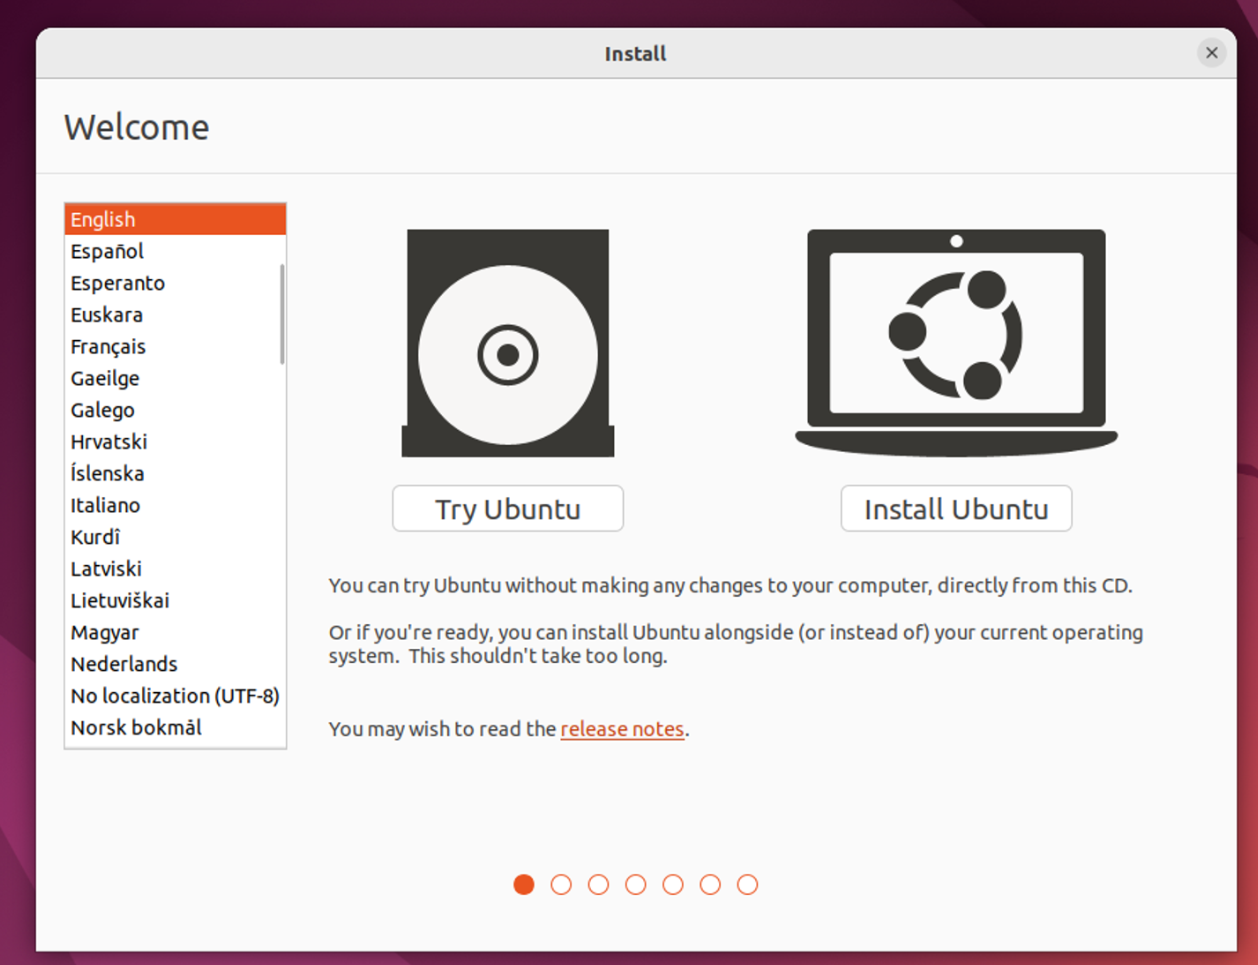 Install
Welcome
English
Español
Esperanto
Euskara
Français
Gaeilge
Galego
Hrvatski
Íslenska
Italiano
Kurdî
Latviski
Lietuviškai
Magyar
Nederlands
No localization (UTF-8)
Norsk bokmål
Try Ubuntu
Install Ubuntu
You can try Ubuntu without making any changes to your computer, directly from this CD.
Or if you're ready, you can install Ubuntu alongside (or instead of) your current operating
system.  This shouldn't take too long.
You may wish to read the release notes.